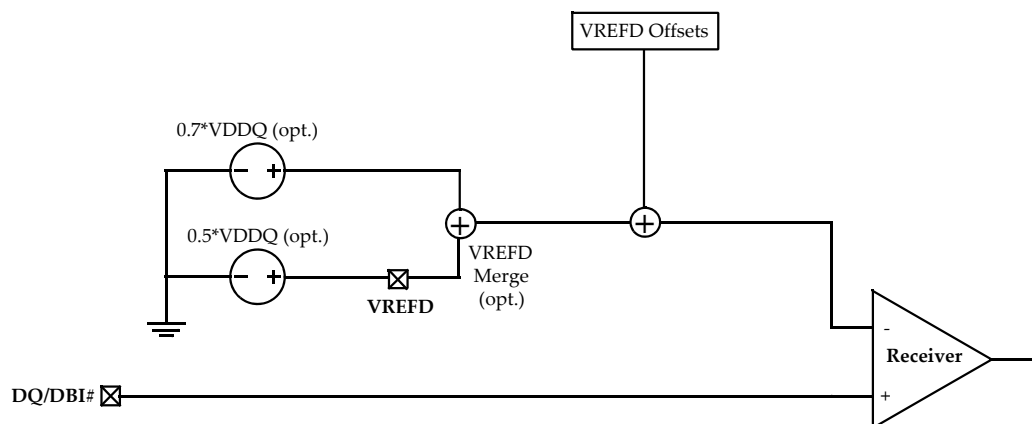 VREFD Offsets
0.7*VDDQ (opt.)
- +
+
+
0.5*VDDQ (opt.)
- +
VREFD
Merge
(opt.)
VREFD
-
Receiver
DQ/DBI#
+